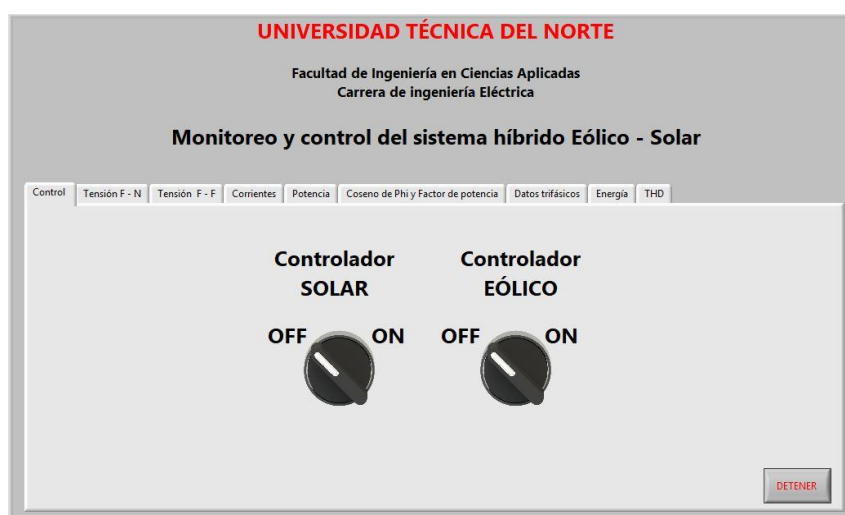 UNIVERSIDAD TÉCNICA DEL NORTE
Facultad de Ingeniería en Ciencias Aplicadas
Carrera de ingeniería Eléctrica
Monitoreo y control del sistema híbrido Eólico - Solar
Control Tensión F - N Tensión F - F Corrientes Potencia Coseno de Phi y Factor de potencia Datos trifásicos Energía THD
Controlador Controlador
SOLAR EÓLICO
OFF ON OFF ON
DETENER